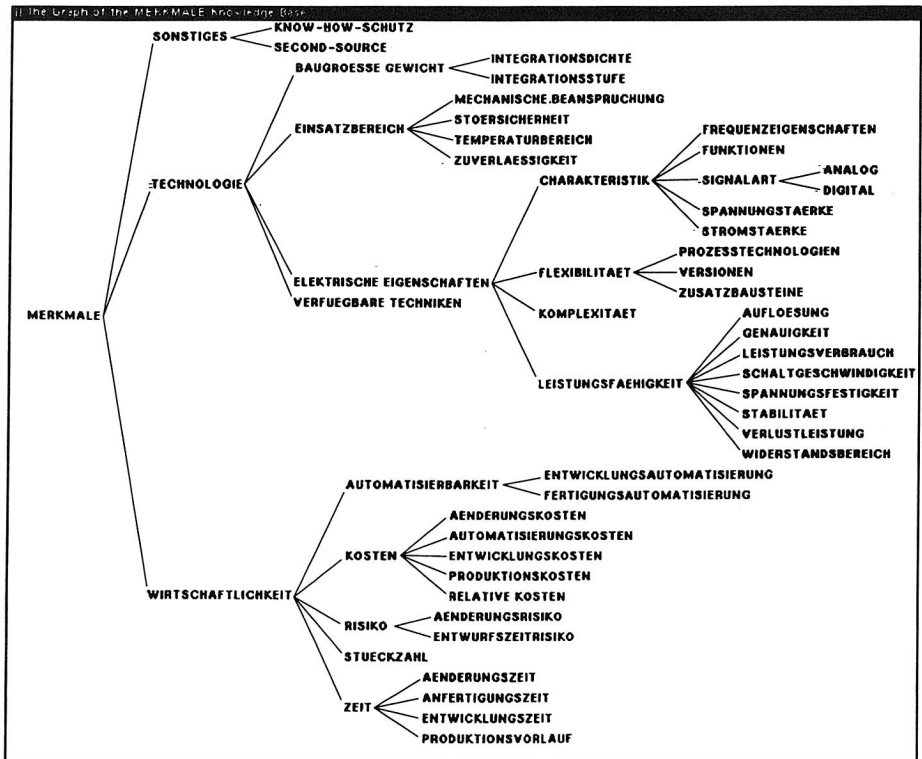 The Graph of the MERKMALE Knowledge Base
MERKMALE
SONSTIGES
KNOW-HOW-SCHUTZ
SECOND-SOURCE
TECHNOLOGIE
BAUGROESSE GEWICHT
INTEGRATIONSDICHTE
INTEGRATIONSSTUFE
EINSATZBEREICH
MECHANISCHE.BEANSPRUCHUNG
STOERSICHERHEIT
TEMPERATURBEREICH
ZUVERLAESSIGKEIT
ELEKTRISCHE EIGENSCHAFTEN
CHARAKTERISTIK
FREQUENZEIGENSCHAFTEN
FUNKTIONEN
SIGNALART
ANALOG
DIGITAL
SPANNUNGSTAERKE
STROMSTAERKE
FLEXIBILITAET
PROZESSTECHNOLOGIEN
VERSIONEN
ZUSATZBAUSTEINE
KOMPLEXITAET
LEISTUNGSFAEHIGKEIT
AUFLOESUNG
GENAUIGKEIT
LEISTUNGSVERBRAUCH
SCHALTGESCHWINDIGKEIT
SPANNUNGSFESTIGKEIT
STABILITAET
VERLUSTLEISTUNG
WIDERSTANDSBEREICH
VERFUEGBARE TECHNIKEN
WIRTSCHAFTLICHKEIT
AUTOMATISIERBARKEIT
ENTWICKLUNGSAUTOMATISIERUNG
FERTIGUNGSAUTOMATISIERUNG
KOSTEN
AENDERUNGSKOSTEN
AUTOMATISIERUNGSKOSTEN
ENTWICKLUNGSKOSTEN
PRODUKTIONSKOSTEN
RELATIVE KOSTEN
RISIKO
AENDERUNGSRISIKO
ENTWURFSZEITRISIKO
STUECKZAHL
ZEIT
AENDERUNGSZEIT
ANFERTIGUNGSZEIT
ENTWICKLUNGSZEIT
PRODUKTIONSVORLAUF